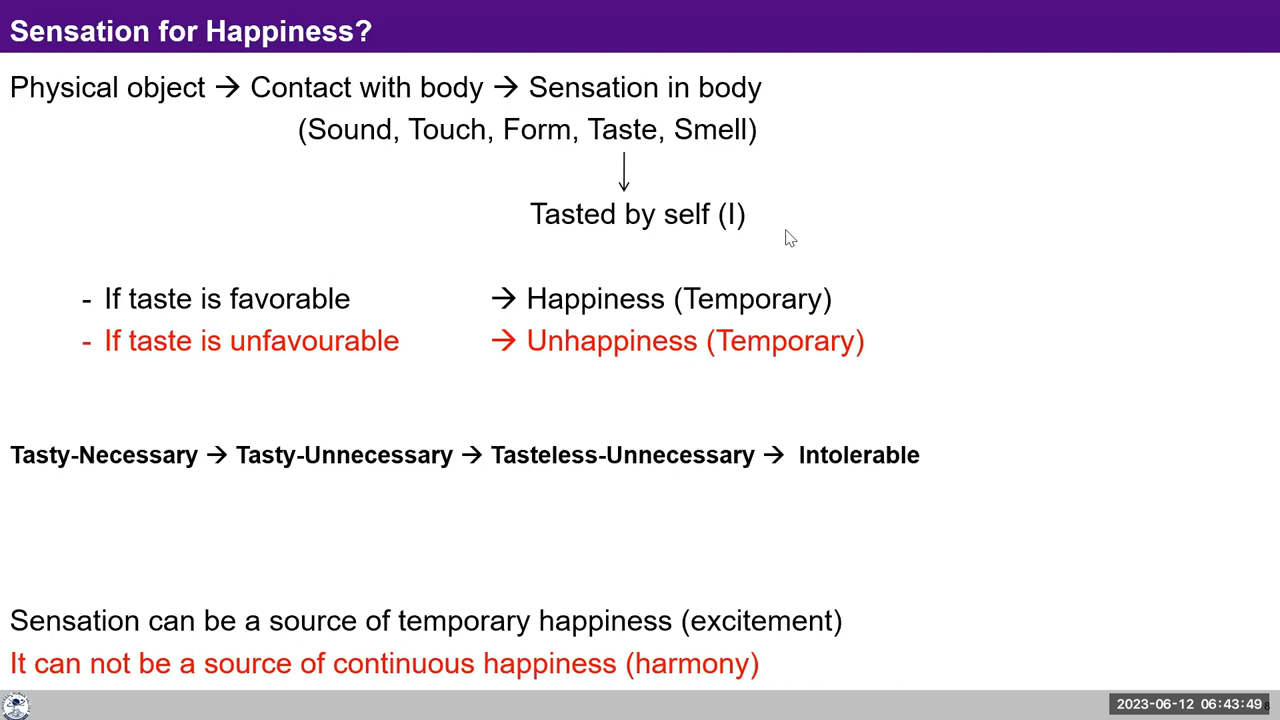 Sensation for Happiness?
Physical object → Contact with body → Sensation in body
(Sound, Touch, Form, Taste, Smell)
Tasted by self (I)
- If taste is favorable → Happiness (Temporary)
- If taste is unfavourable → Unhappiness (Temporary)
Tasty-Necessary → Tasty-Unnecessary → Tasteless-Unnecessary → Intolerable
Sensation can be a source of temporary happiness (excitement)
It can not be a source of continuous happiness (harmony)
2023-06-12 06:43:49
8